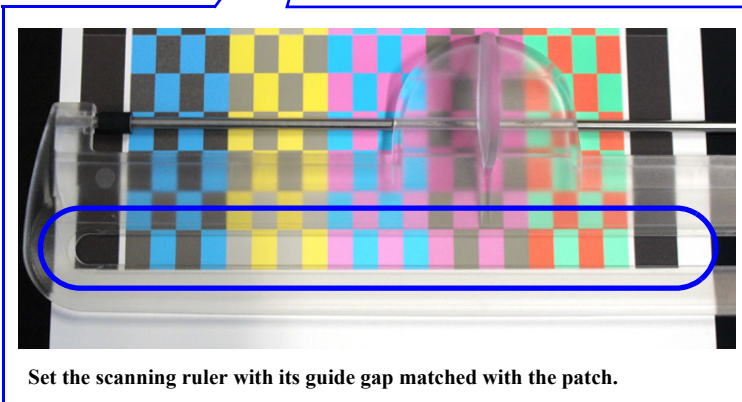 Set the scanning ruler with its guide gap matched with the patch.